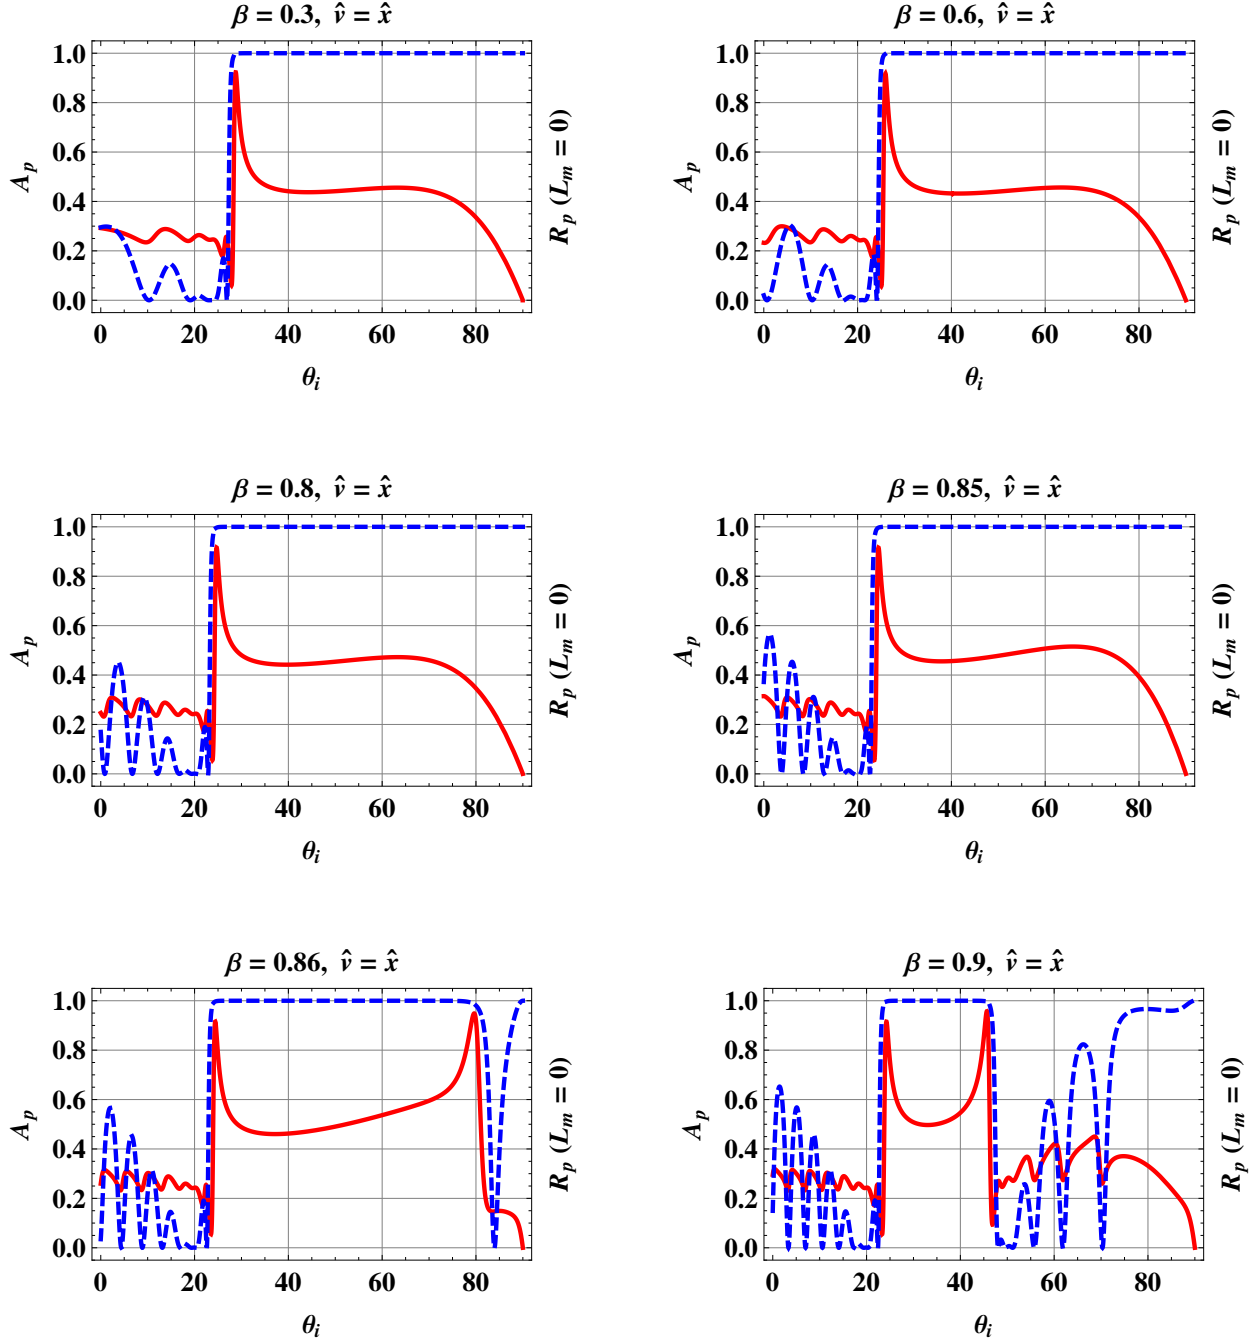 β = 0.3, v̂ = x̂
A_p
1.0
0.8
0.6
0.4
0.2
0.0
0 20 40 60 80
θ_i
R_p (L_m = 0)
β = 0.6, v̂ = x̂
A_p
1.0
0.8
0.6
0.4
0.2
0.0
0 20 40 60 80
θ_i
R_p (L_m = 0)
β = 0.8, v̂ = x̂
A_p
1.0
0.8
0.6
0.4
0.2
0.0
0 20 40 60 80
θ_i
R_p (L_m = 0)
β = 0.85, v̂ = x̂
A_p
1.0
0.8
0.6
0.4
0.2
0.0
0 20 40 60 80
θ_i
R_p (L_m = 0)
β = 0.86, v̂ = x̂
A_p
1.0
0.8
0.6
0.4
0.2
0.0
0 20 40 60 80
θ_i
R_p (L_m = 0)
β = 0.9, v̂ = x̂
A_p
1.0
0.8
0.6
0.4
0.2
0.0
0 20 40 60 80
θ_i
R_p (L_m = 0)